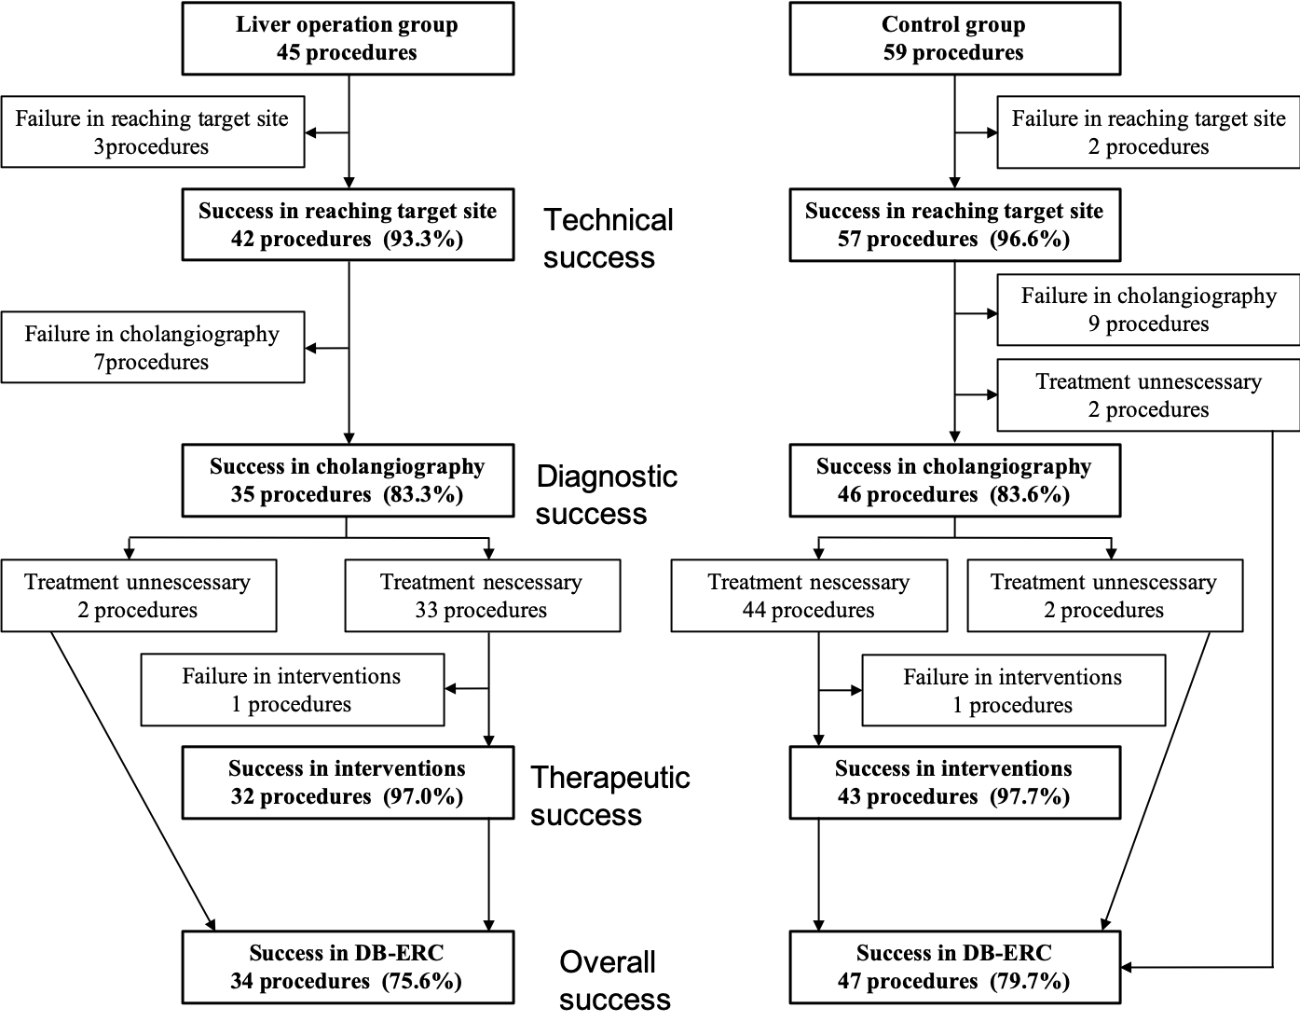 Liver operation group
45 procedures
Control group
59 procedures
Failure in reaching target site
3procedures
Failure in reaching target site
2 procedures
Success in reaching target site
42 procedures (93.3%)
Technical
success
Success in reaching target site
57 procedures (96.6%)
Failure in cholangiography
7procedures
Failure in cholangiography
9 procedures
Treatment unnescessary
2 procedures
Success in cholangiography
35 procedures (83.3%)
Diagnostic
success
Success in cholangiography
46 procedures (83.6%)
Treatment unnescessary
2 procedures
Treatment nescessary
33 procedures
Treatment nescessary
44 procedures
Treatment unnescessary
2 procedures
Failure in interventions
1 procedures
Failure in interventions
1 procedures
Success in interventions
32 procedures (97.0%)
Therapeutic
success
Success in interventions
43 procedures (97.7%)
Success in DB-ERC
34 procedures (75.6%)
Overall
success
Success in DB-ERC
47 procedures (79.7%)